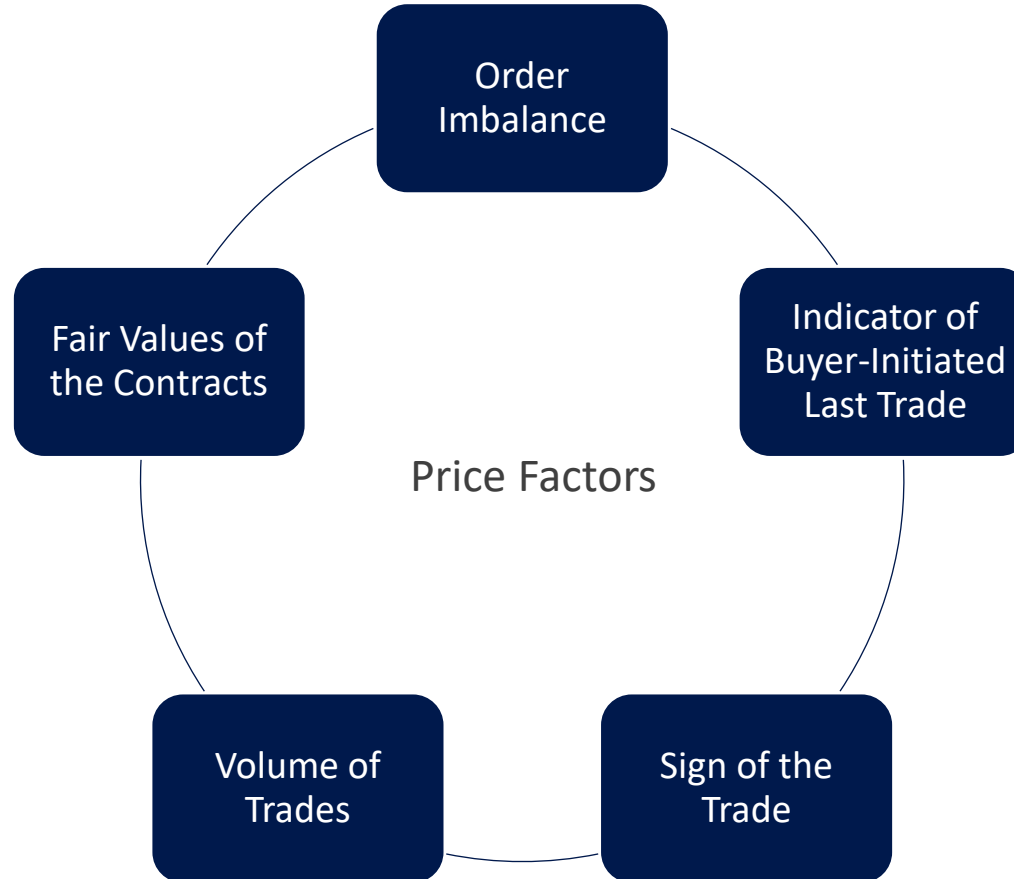 Order
Imbalance
Indicator of
Buyer-Initiated
Last Trade
Sign of the
Trade
Volume of
Trades
Fair Values of
the Contracts
Price Factors